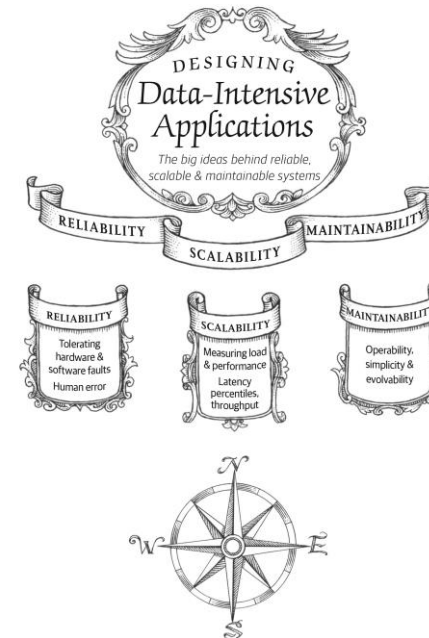 DESIGNING
Data-Intensive
Applications
The big ideas behind reliable,
scalable & maintainable systems
RELIABILITY
SCALABILITY
MAINTAINABILITY
RELIABILITY
Tolerating
hardware &
software faults
Human error
SCALABILITY
Measuring load
& performance
Latency
percentiles,
throughput
MAINTAINABILIT
Operability,
simplicity &
evolvability
N
W
E
S